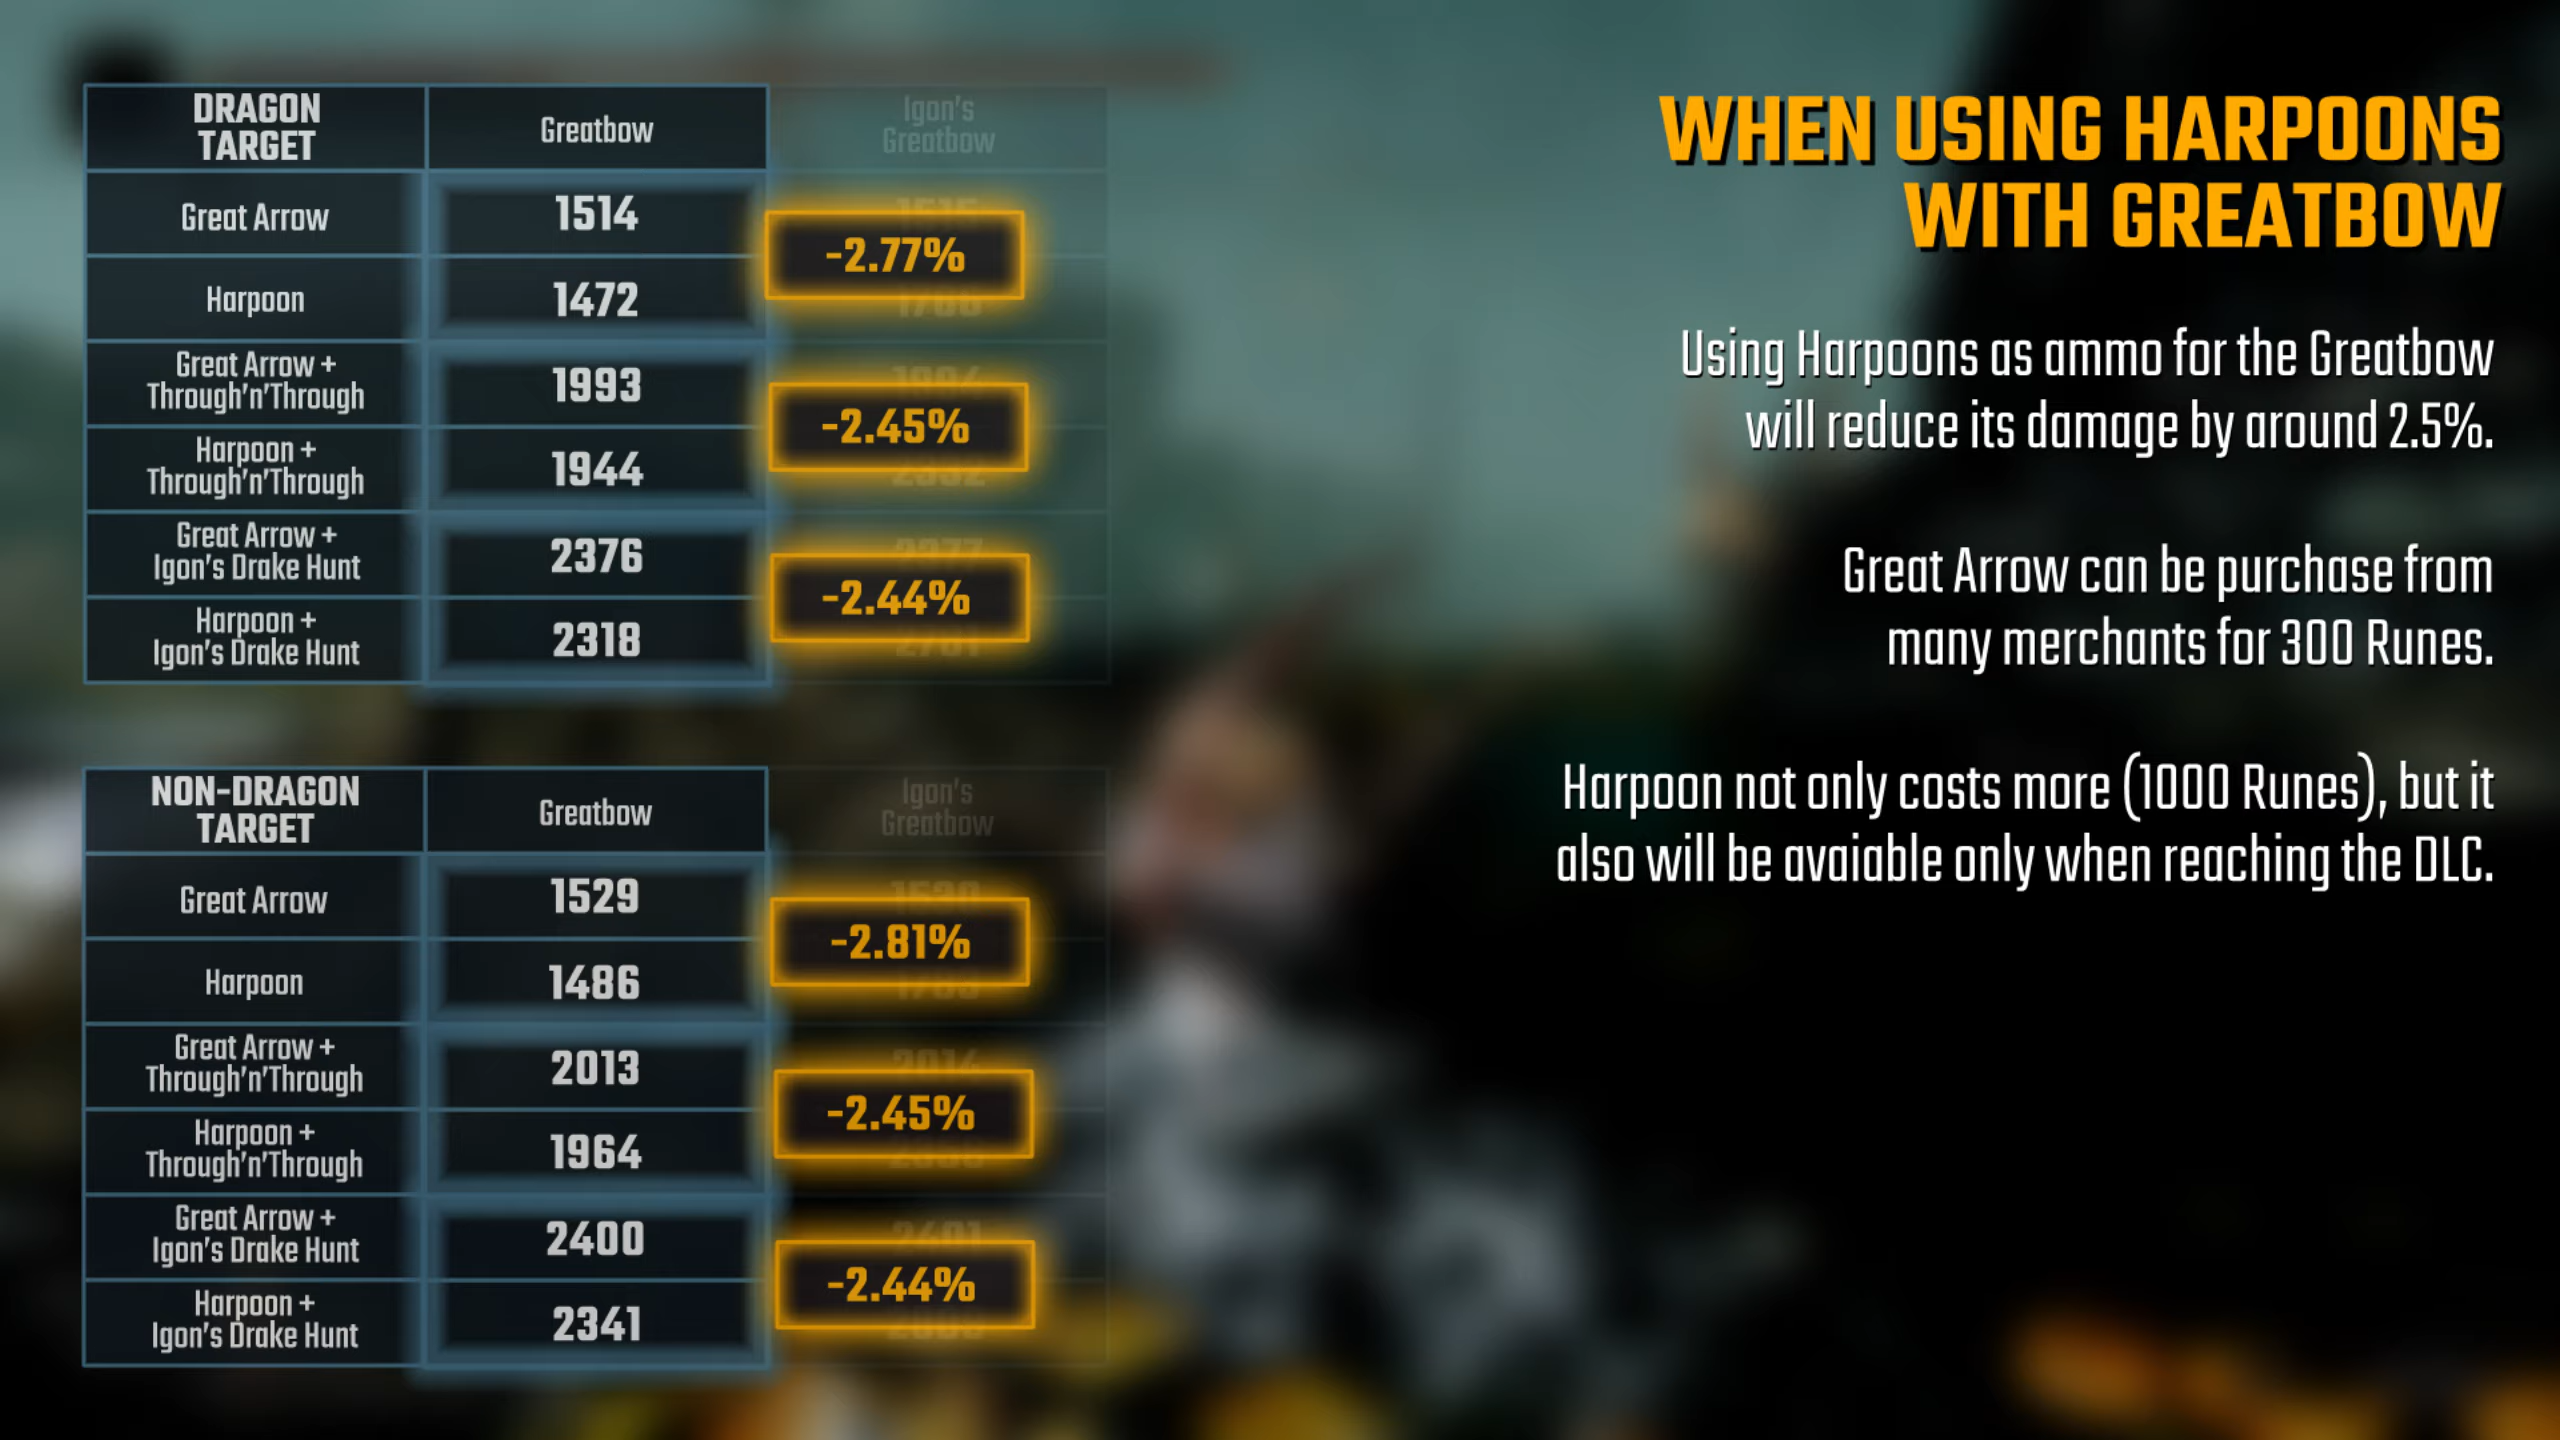 DRAGON
TARGET
Greatbow
Igon's
Greatbow
Great Arrow
1514
-2.77%
Harpoon
1472
Great Arrow +
Through'n'Through
1993
-2.45%
Harpoon +
Through'n'Through
1944
Great Arrow +
Igon's Drake Hunt
2376
-2.44%
Harpoon +
Igon's Drake Hunt
2318
NON-DRAGON
TARGET
Greatbow
Igon's
Greatbow
Great Arrow
1529
-2.81%
Harpoon
1486
Great Arrow +
Through'n'Through
2013
-2.45%
Harpoon +
Through'n'Through
1964
Great Arrow +
Igon's Drake Hunt
2400
-2.44%
Harpoon +
Igon's Drake Hunt
2341
WHEN USING HARPOONS
WITH GREATBOW
Using Harpoons as ammo for the Greatbow
will reduce its damage by around 2.5%.
Great Arrow can be purchase from
many merchants for 300 Runes.
Harpoon not only costs more (1000 Runes), but it
also will be avaiable only when reaching the DLC.